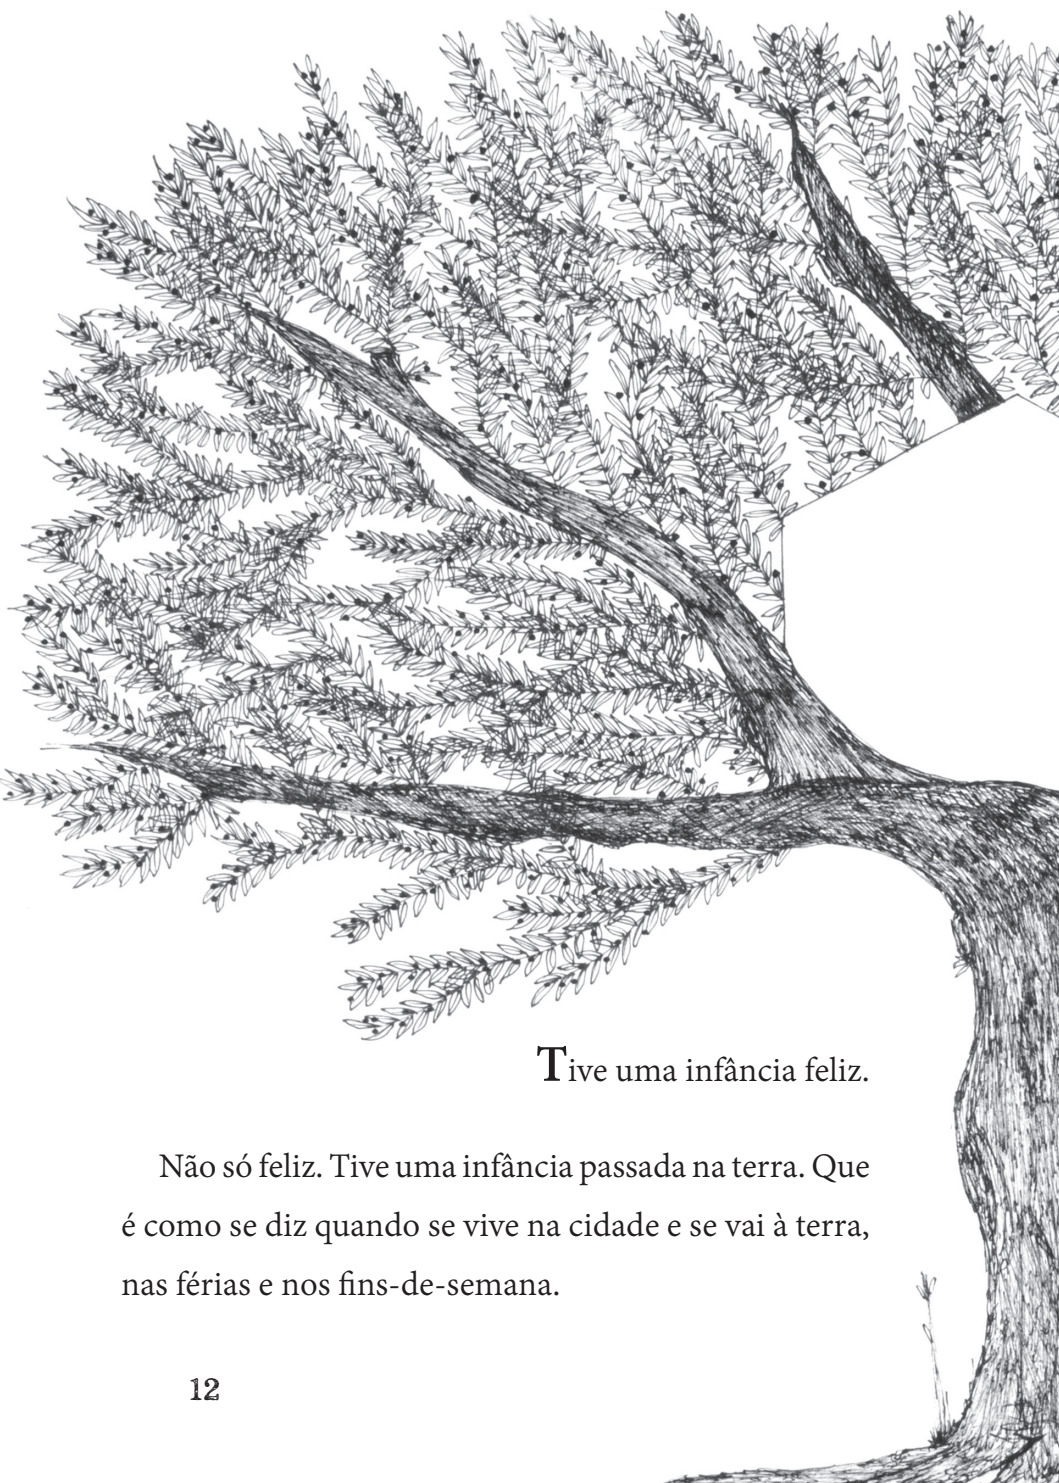 Tive uma infância feliz.
Não só feliz. Tive uma infância passada na terra. Que
é como se diz quando se vive na cidade e se vai à terra,
nas férias e nos fins-de-semana.
12